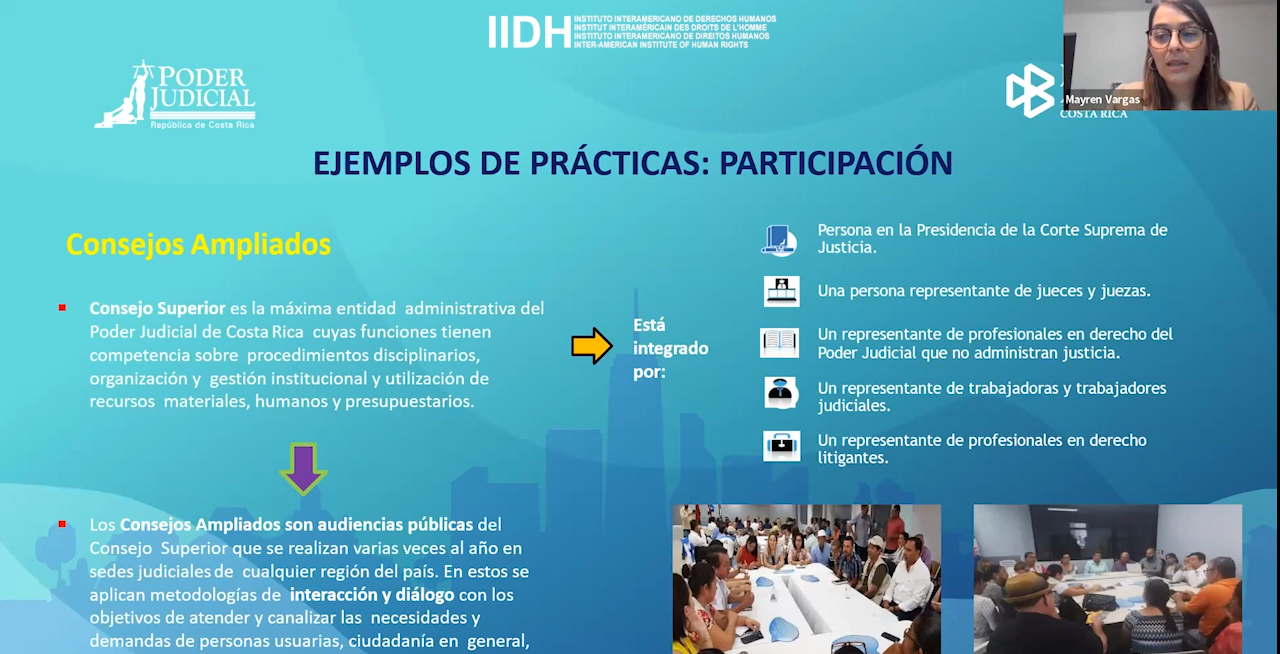 IIDH
INSTITUTO INTERAMERICANO DE DERECHOS HUMANOS
INSTITUT INTERAMÉRICAIN DES DROITS DE L'HOMME
INSTITUTO INTERAMERICANO DE DIREITOS HUMANOS
INTER-AMERICAN INSTITUTE OF HUMAN RIGHTS
PODER
JUDICIAL
República de Costa Rica
Mayren Vargas
COSTA RICA
EJEMPLOS DE PRÁCTICAS: PARTICIPACIÓN
Consejos Ampliados
Consejo Superior es la máxima entidad administrativa del
Poder Judicial de Costa Rica cuyas funciones tienen
competencia sobre procedimientos disciplinarios,
organización y gestión institucional y utilización de
recursos materiales, humanos y presupuestarios.
Está
integrado
por:
Persona en la Presidencia de la Corte Suprema de
Justicia.
Una persona representante de jueces y juezas.
Un representante de profesionales en derecho del
Poder Judicial que no administran justicia.
Un representante de trabajadoras y trabajadores
judiciales.
Un representante de profesionales en derecho
litigantes.
Los Consejos Ampliados son audiencias públicas del
Consejo Superior que se realizan varias veces al año en
sedes judiciales de cualquier región del país. En estos se
aplican metodologías de interacción y diálogo con los
objetivos de atender y canalizar las necesidades y
demandas de personas usuarias, ciudadanía en general,